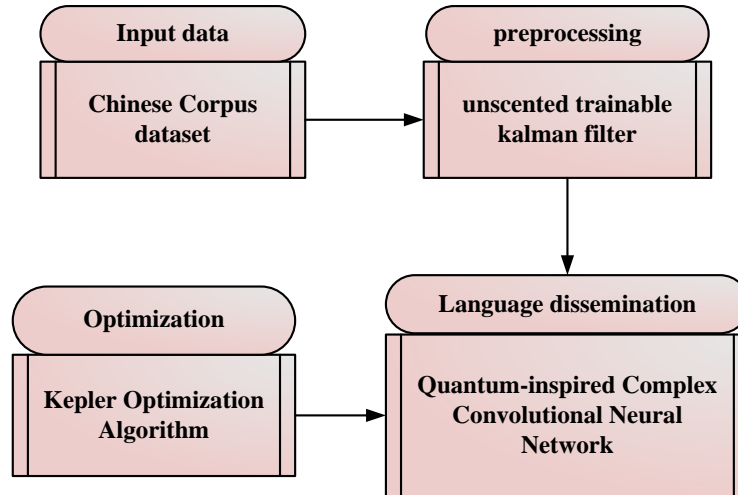 Input data
Chinese Corpus
dataset
preprocessing
unscented trainable
kalman filter
Optimization
Kepler Optimization
Algorithm
Language dissemination
Quantum-inspired Complex
Convolutional Neural
Network